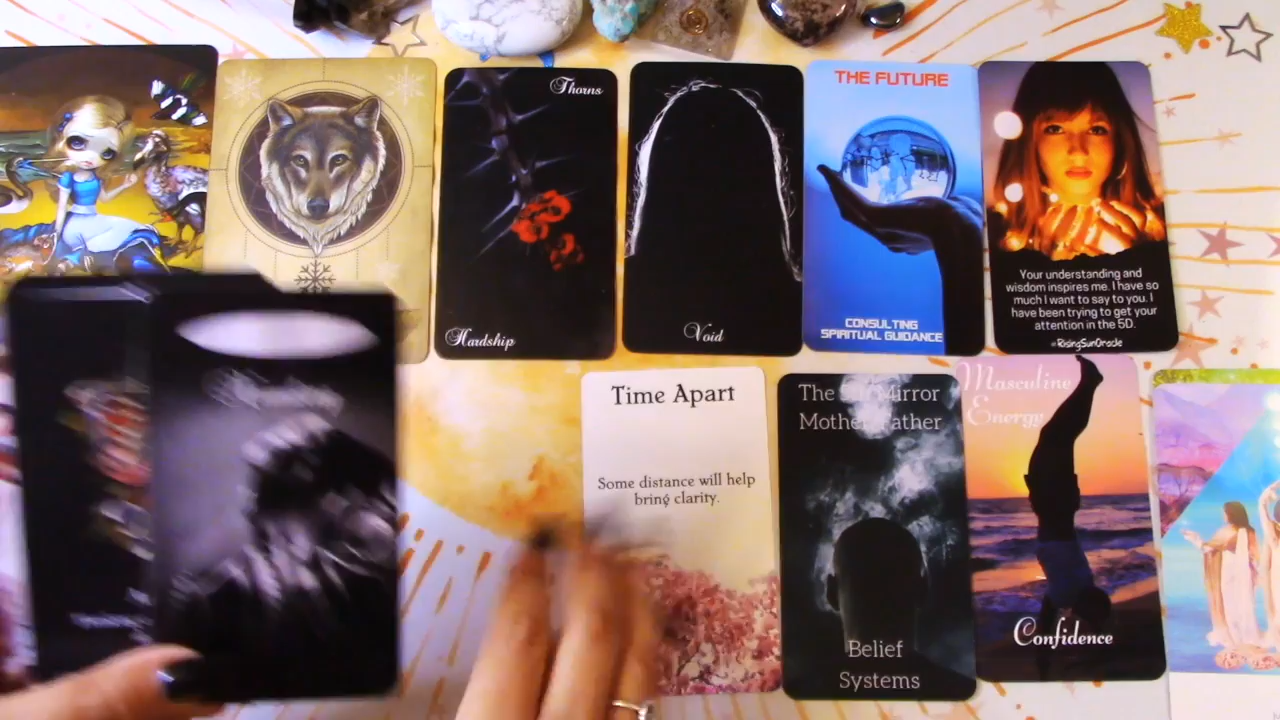 Thorns
Hardship
Void
THE FUTURE
CONSULTING
SPIRITUAL GUIDANCE
Your understanding and
wisdom inspires me. I have so
much I want to say to you. I
have been trying to get your
attention in the 5D.
@RisingSunOracle
Time Apart
Some distance will help
bring clarity.
The Mirror
Mother Father
Belief
Systems
Masculine
Energy
Confidence